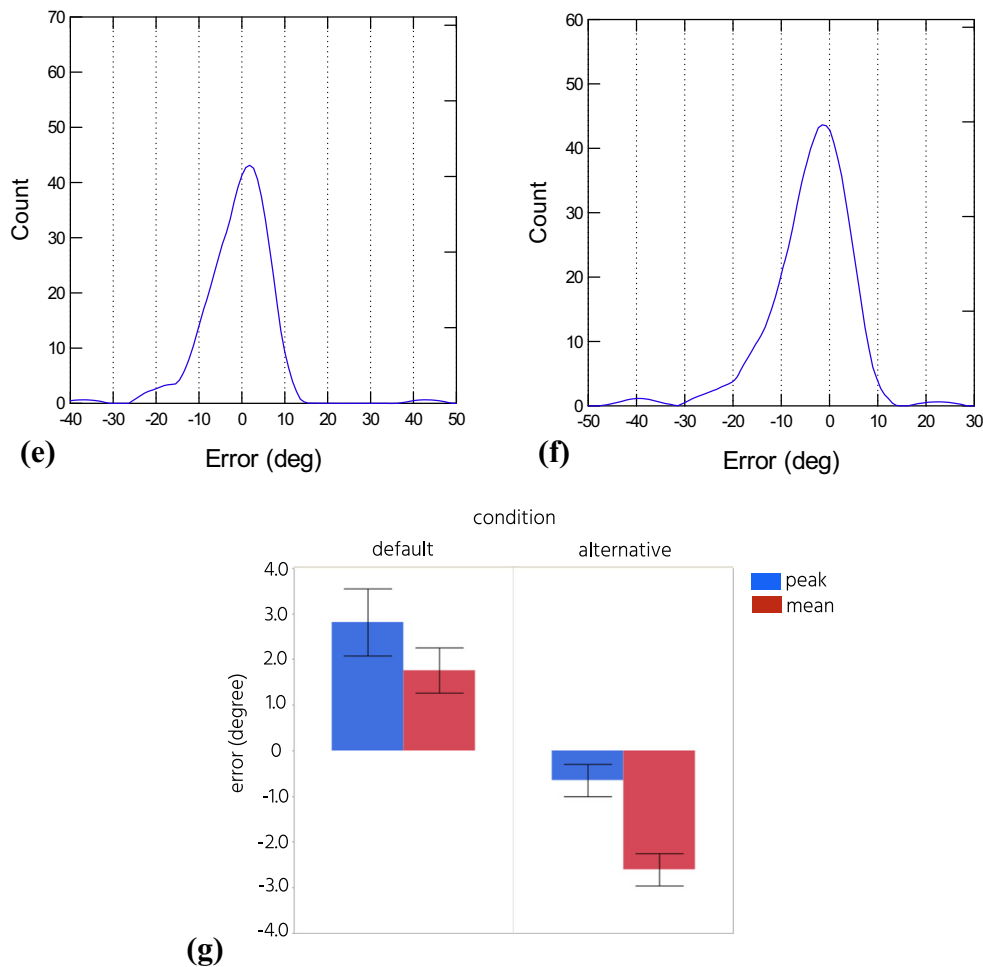 70
60
50
40
30
20
10
0
Count
-40 -30 -20 -10 0 10 20 30 40 50
Error (deg)
(e)
60
50
40
30
20
10
0
Count
-50 -40 -30 -20 -10 0 10 20 30
Error (deg)
(f)
condition
default alternative
4.0
3.0
2.0
1.0
0
-1.0
-2.0
-3.0
-4.0
error (degree)
peak
mean
(g)